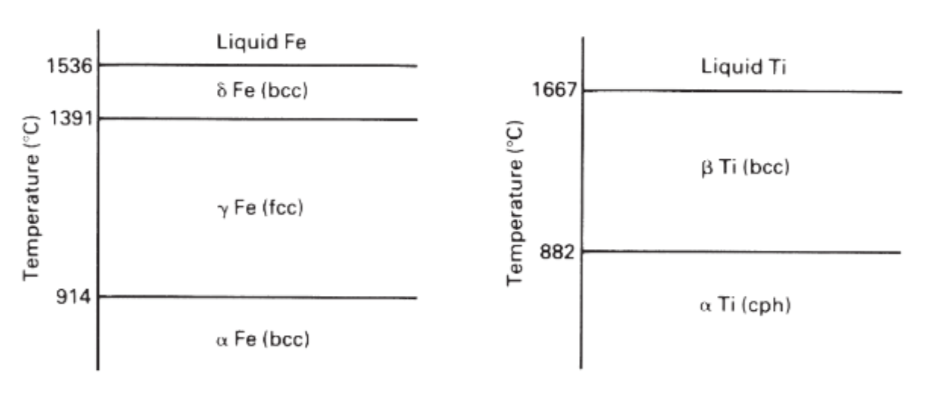 Liquid Fe
1536
δ Fe (bcc)
1391
γ Fe (fcc)
914
α Fe (bcc)
Temperature (°C)
Liquid Ti
1667
β Ti (bcc)
882
α Ti (cph)
Temperature (°C)